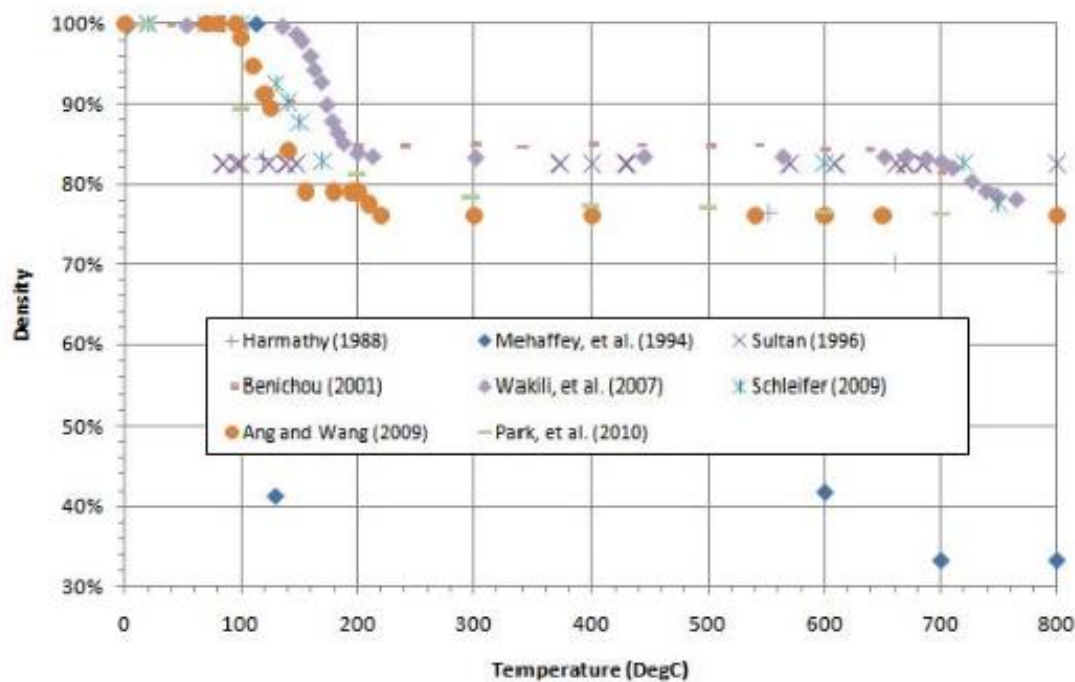 100%
90%
80%
70%
60%
50%
40%
30%
Density
Harmathy (1988)
Mehaffey, et al. (1994)
Sultan (1996)
Benichou (2001)
Wakili, et al. 2007)
Schleifer (2009)
Ang and Wang (2009)
Park, et al. (2010)
0 100 200 300 400 500 600 700 800
Temperature (DegC)